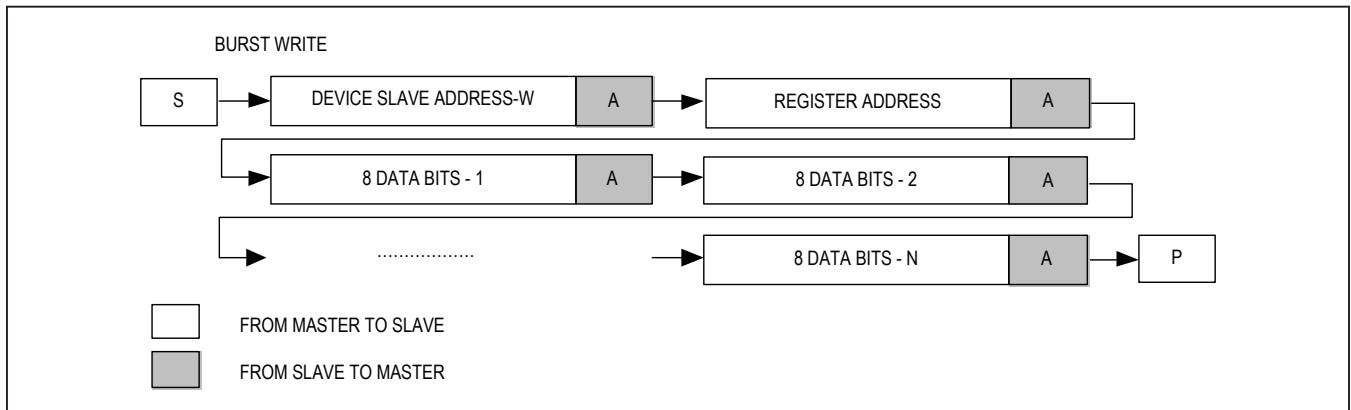 BURST WRITE
S DEVICE SLAVE ADDRESS-W A REGISTER ADDRESS A
8 DATA BITS - 1 A 8 DATA BITS - 2 A
.................. 8 DATA BITS - N A P
FROM MASTER TO SLAVE
FROM SLAVE TO MASTER